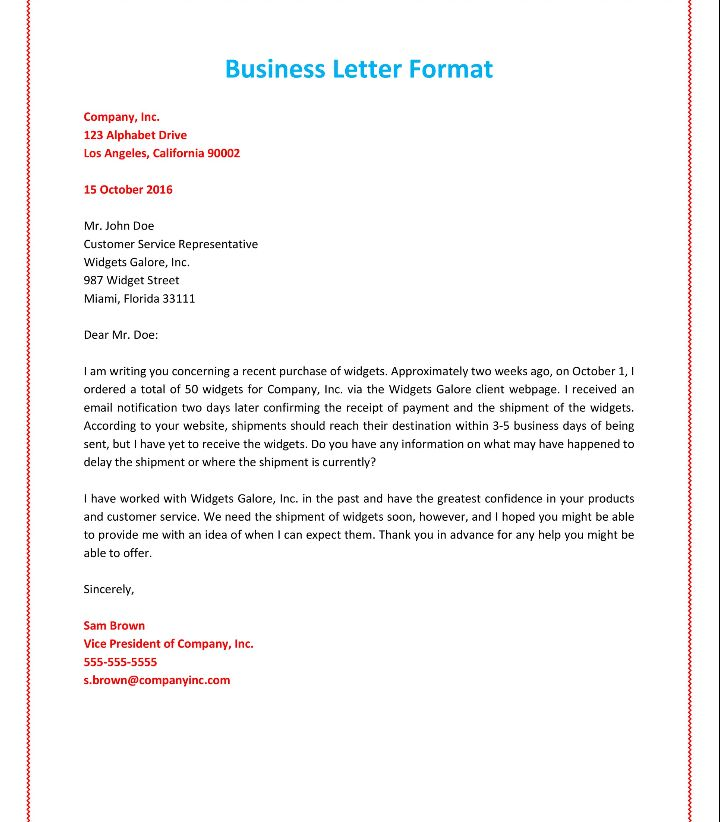 Business Letter Format
Company, Inc.
123 Alphabet Drive
Los Angeles, California 90002
15 October 2016
Mr. John Doe
Customer Service Representative
Widgets Galore, Inc.
987 Widget Street
Miami, Florida 33111
Dear Mr. Doe:
I am writing you concerning a recent purchase of widgets. Approximately two weeks ago, on October 1, I
ordered a total of 50 widgets for Company, Inc. via the Widgets Galore client webpage. I received an
email notification two days later confirming the receipt of payment and the shipment of the widgets.
According to your website, shipments should reach their destination within 3-5 business days of being
sent, but I have yet to receive the widgets. Do you have any information on what may have happened to
delay the shipment or where the shipment is currently?
I have worked with Widgets Galore, Inc. in the past and have the greatest confidence in your products
and customer service. We need the shipment of widgets soon, however, and I hoped you might be able
to provide me with an idea of when I can expect them. Thank you in advance for any help you might be
able to offer.
Sincerely,
Sam Brown
Vice President of Company, Inc.
555-555-5555
s.brown@companyinc.com